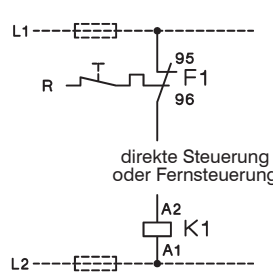 L1
95
F1
R
96
direkte Steuerung
oder Fernsteuerung
A2
K1
A1
L2